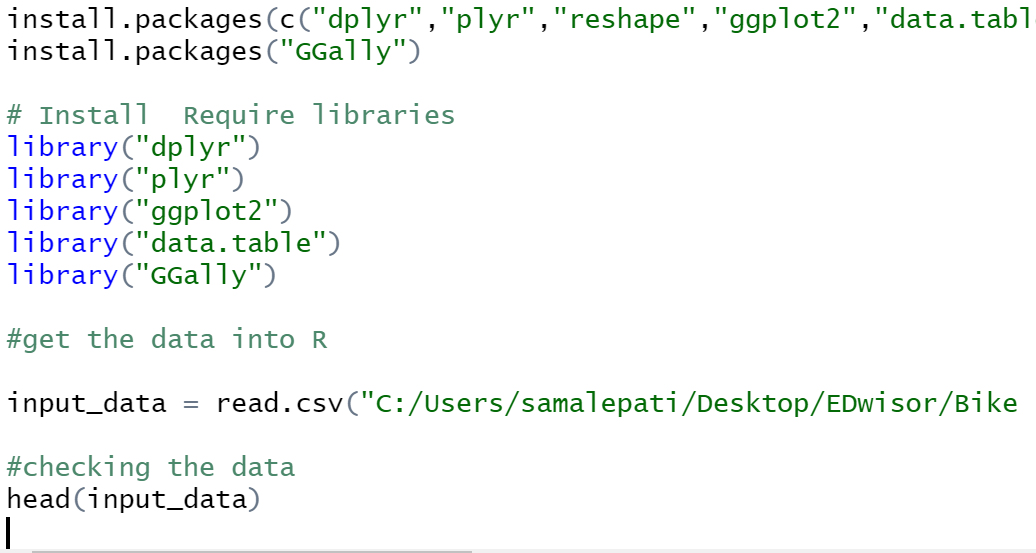 install.packages(c("dplyr","plyr","reshape","ggplot2","data.tabl
install.packages("GGally")
# Install  Require libraries
library("dplyr")
library("plyr")
library("ggplot2")
library("data.table")
library("GGally")
#get the data into R
input_data = read.csv("C:/Users/samalepati/Desktop/EDwisor/Bike
#checking the data
head(input_data)